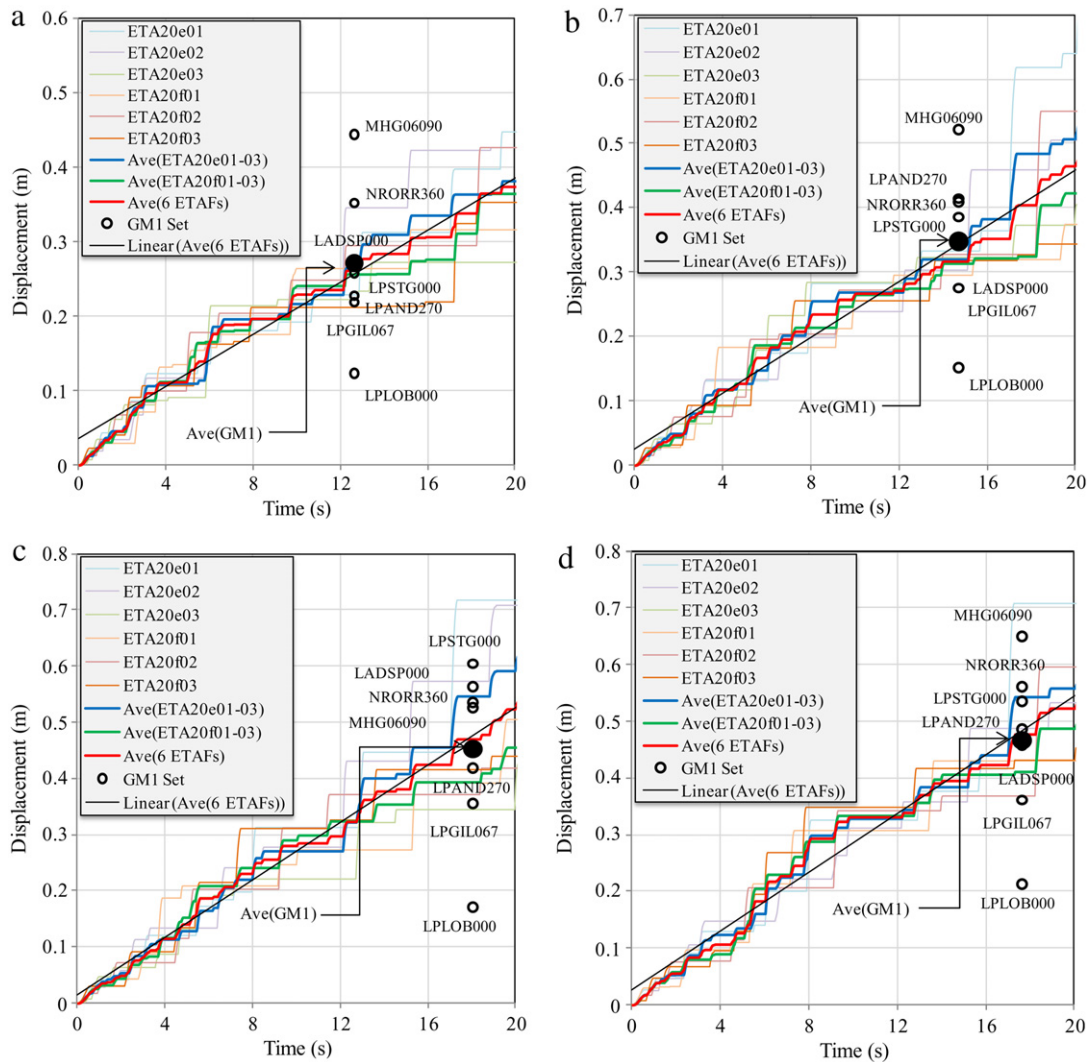 a
0.6
0.5
0.4
0.3
0.2
0.1
0
Displacement (m)
ETA20e01
ETA20e02
ETA20e03
ETA20f01
ETA20f02
ETA20f03
Ave(ETA20e01-03)
Ave(ETA20f01-03)
Ave(6 ETAFs)
GM1 Set
Linear(Ave(6 ETAFs))
MHG06090
NRORR360
LADSP000
LPSTG000
LPAND270
LPGIL067
LPLOB000
Ave(GM1)
0 4 8 12 16 20
Time (s)
b
0.7
0.6
0.5
0.4
0.3
0.2
0.1
0
Displacement (m)
ETA20e01
ETA20e02
ETA20e03
ETA20f01
ETA20f02
ETA20f03
Ave(ETA20e01-03)
Ave(ETA20f01-03)
Ave(6 ETAFs)
GM1 Set
Linear(Ave(6 ETAFs))
MHG06090
LPAND270
NRORR360
LPSTG000
LADSP000
LPGIL067
LPLOB000
Ave(GM1)
0 4 8 12 16 20
Time (s)
c
0.8
0.7
0.6
0.5
0.4
0.3
0.2
0.1
0
Displacement (m)
ETA20e01
ETA20e02
ETA20e03
ETA20f01
ETA20f02
ETA20f03
Ave(ETA20e01-03)
Ave(ETA20f01-03)
Ave(6 ETAFs)
GM1 Set
Linear(Ave(6 ETAFs))
LPSTG000
LADSP000
NRORR360
MHG06090
LPAND270
LPGIL067
LPLOB000
Ave(GM1)
0 4 8 12 16 20
Time (s)
d
0.8
0.7
0.6
0.5
0.4
0.3
0.2
0.1
0
Displacement (m)
ETA20e01
ETA20e02
ETA20e03
ETA20f01
ETA20f02
ETA20f03
Ave(ETA20e01-03)
Ave(ETA20f01-03)
Ave(6 ETAFs)
GM1 Set
Linear(Ave(6 ETAFs))
MHG06090
NRORR360
LPSTG000
LPAND270
LADSP000
LPGIL067
LPLOB000
Ave(GM1)
0 4 8 12 16 20
Time (s)